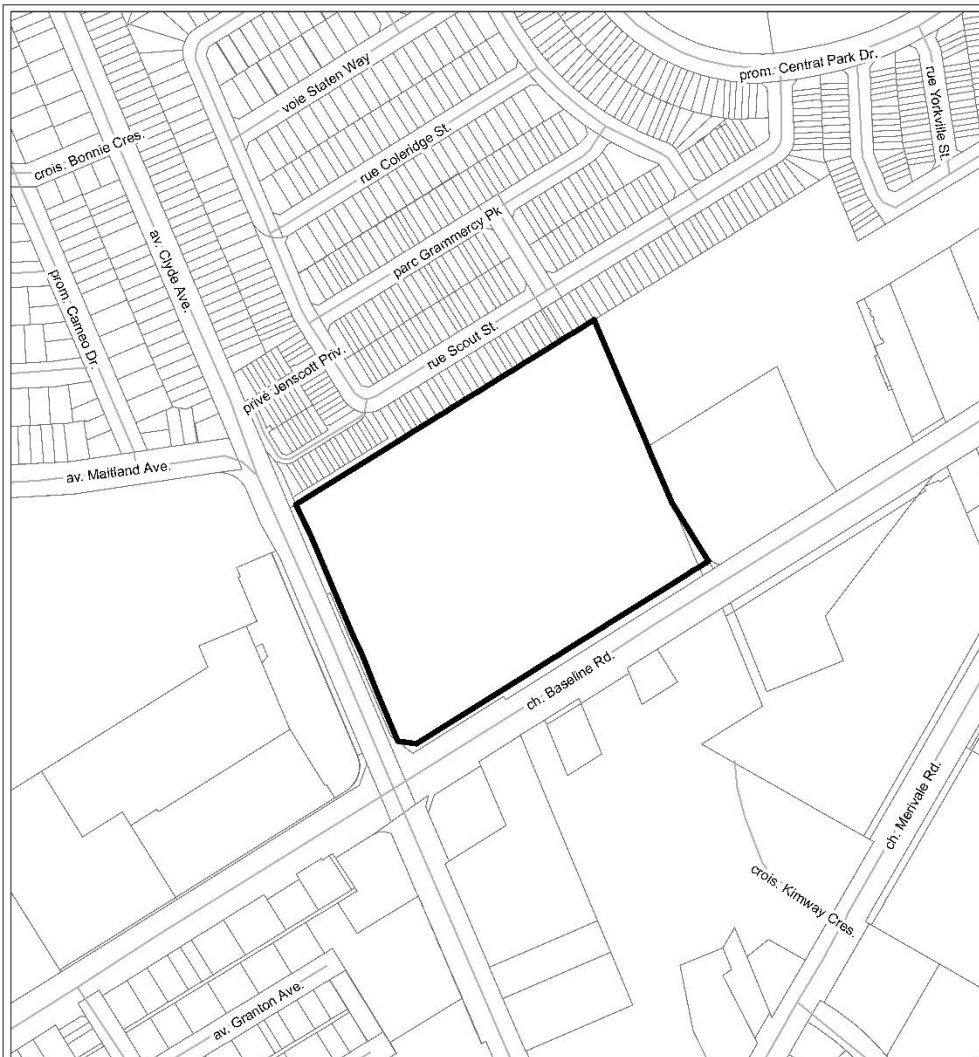 voie Staten Way
prom. Central Park Dr.
rue Yorkville St.
rue Coleridge St.
crois. Bonnie Cres.
av. Clyde Ave.
parc Grammercy Pk
prom. Cameo Dr.
rue Scout St.
privé Jenscott Priv.
av. Maitland Ave.
ch. Baseline Rd.
ch. Merivale Rd.
crois. Kimway Cres.
av. Granton Ave.